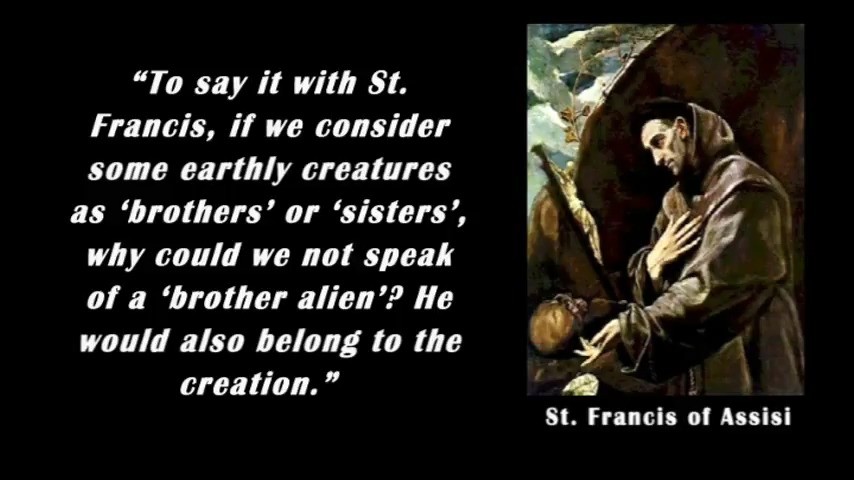 “To say it with St.
Francis, if we consider
some earthly creatures
as ‘brothers’ or ‘sisters’,
why could we not speak
of a ‘brother alien’? He
would also belong to the
creation.”
St. Francis of Assisi